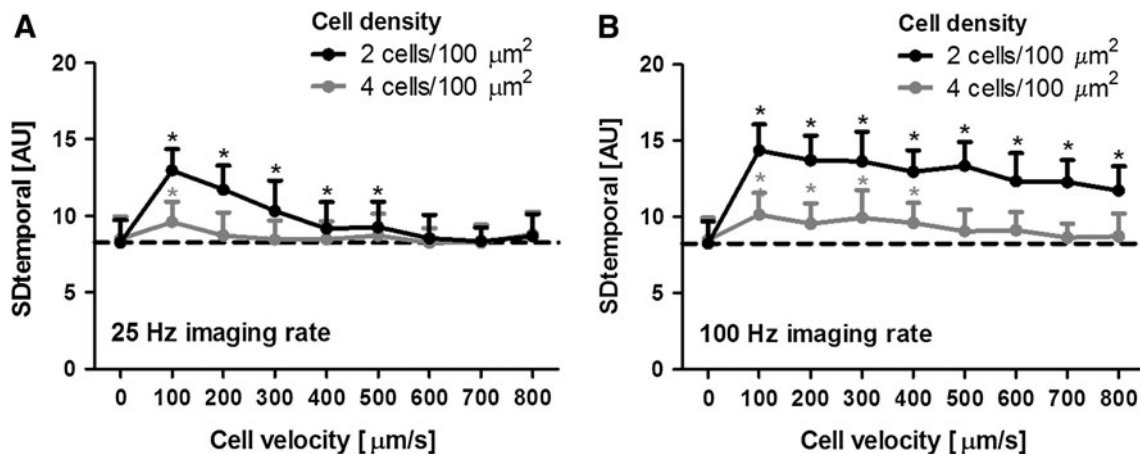 A
Cell density
2 cells/100 μm²
4 cells/100 μm²
SDtemporal [AU]
20
15
10
5
0
* * * * *
*
25 Hz imaging rate
0 100 200 300 400 500 600 700 800
Cell velocity [μm/s]
B
Cell density
2 cells/100 μm²
4 cells/100 μm²
SDtemporal [AU]
20
15
10
5
0
* * * * * * * *
* * * *
100 Hz imaging rate
0 100 200 300 400 500 600 700 800
Cell velocity [μm/s]